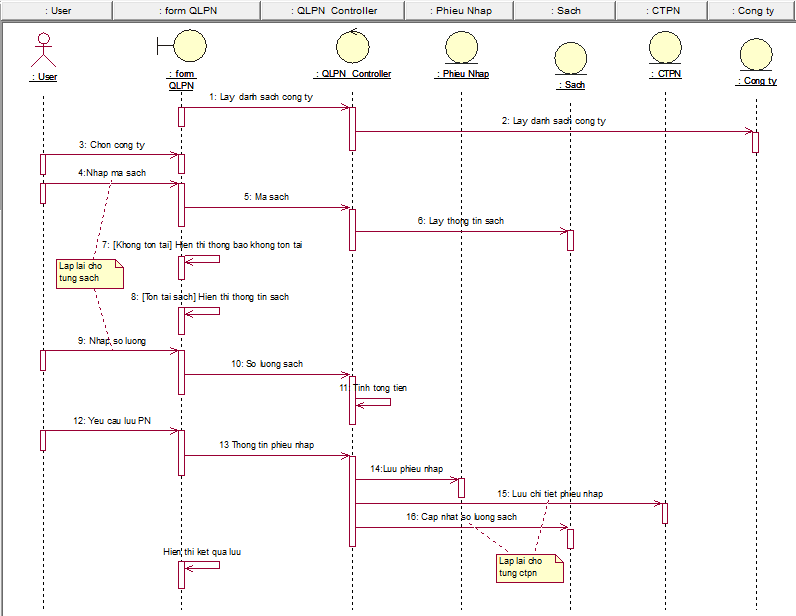 : User
: form QLPN
: QLPN Controller
: Phieu Nhap
: Sach
: CTPN
: Cong ty
: User
: form
QLPN
: QLPN Controller
: Phieu Nhap
: Sach
: CTPN
: Cong ty
1: Lay danh sach cong ty
2: Lay danh sach cong ty
3: Chon cong ty
4:Nhap ma sach
5: Ma sach
6: Lay thong tin sach
7: [Khong ton tai] Hien thi thong bao khong ton tai
Lap lai cho
tung sach
8: [Ton tai sach] Hien thi thong tin sach
9: Nhap so luong
10: So luong sach
11: Tinh tong tien
12: Yeu cau luu PN
13 Thong tin phieu nhap
14:Luu phieu nhap
15: Luu chi tiet phieu nhap
16: Cap nhat so luong sach
Hien thi ket qua luu
Lap lai cho
tung ctpn